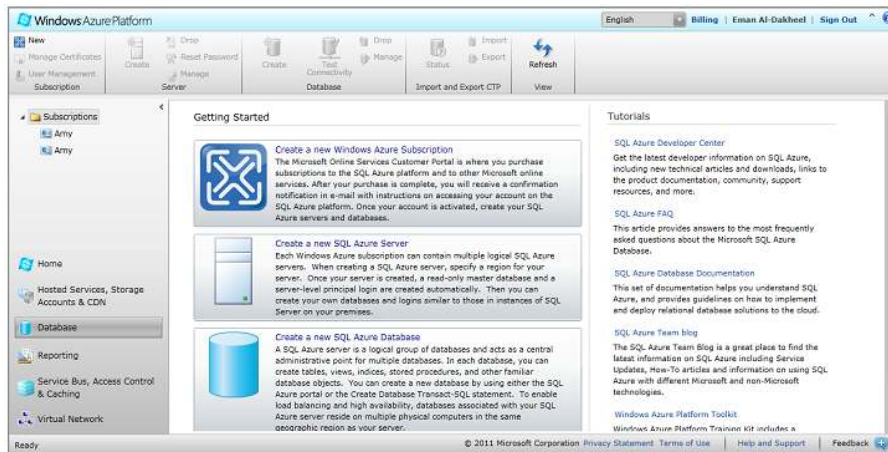 Windows Azure Platform
English
Billing | Eman Al-Dakheel | Sign Out
New
Manage Certificates
User Management
Subscription
Create
Drop
Reset Password
Manage
Server
Create
Test Connectivity
Drop
Manage
Database
Status
Import
Export
Import and Export CTP
Refresh
View
Subscriptions
Amy
Amy
Home
Hosted Services, Storage
Accounts & CDN
Database
Reporting
Service Bus, Access Control
& Caching
Virtual Network
Getting Started
Create a new Windows Azure Subscription
The Microsoft Online Services Customer Portal is where you purchase
subscriptions to the SQL Azure platform and to other Microsoft online
services. After your purchase is complete, you will receive a confirmation
notification in e-mail with instructions on accessing your account on the
SQL Azure platform. Once your account is activated, create your SQL
Azure servers and databases.
Create a new SQL Azure Server
Each Windows Azure subscription can contain multiple logical SQL Azure
servers. When creating a SQL Azure server, specify a region for your
server. Once your server is created, a read-only master database and a
server-level principal login are created automatically. Then you can
create your own databases and logins similar to those in instances of SQL
Server on your premises.
Create a new SQL Azure Database
A SQL Azure server is a logical group of databases and acts as a central
administrative point for multiple databases. In each database, you can
create tables, views, indices, stored procedures, and other familiar
database objects. You can create a new database by using either the SQL
Azure portal or the Create Database Transact-SQL statement. To enable
load balancing and high availability, databases associated with your SQL
Azure server reside on multiple physical computers in the same
geographic region as your server.
Tutorials
SQL Azure Developer Center
Get the latest developer information on SQL Azure,
including new technical articles and downloads, links to
the product documentation, community, support
resources, and more.
SQL Azure FAQ
This article provides answers to the most frequently
asked questions about the Microsoft SQL Azure
Database.
SQL Azure Database Documentation
This set of documentation helps you understand SQL
Azure, and provides guidelines on how to implement
and deploy relational database solutions to the cloud.
SQL Azure Team blog
The SQL Azure Team Blog is a great place to find the
latest information on SQL Azure including Service
Updates, How-To articles and information on using SQL
Azure with different Microsoft and non-Microsoft
technologies.
Windows Azure Platform Toolkit
Windows Azure Platform Training Kit includes a
Ready
© 2011 Microsoft Corporation Privacy Statement Terms of Use | Help and Support | Feedback